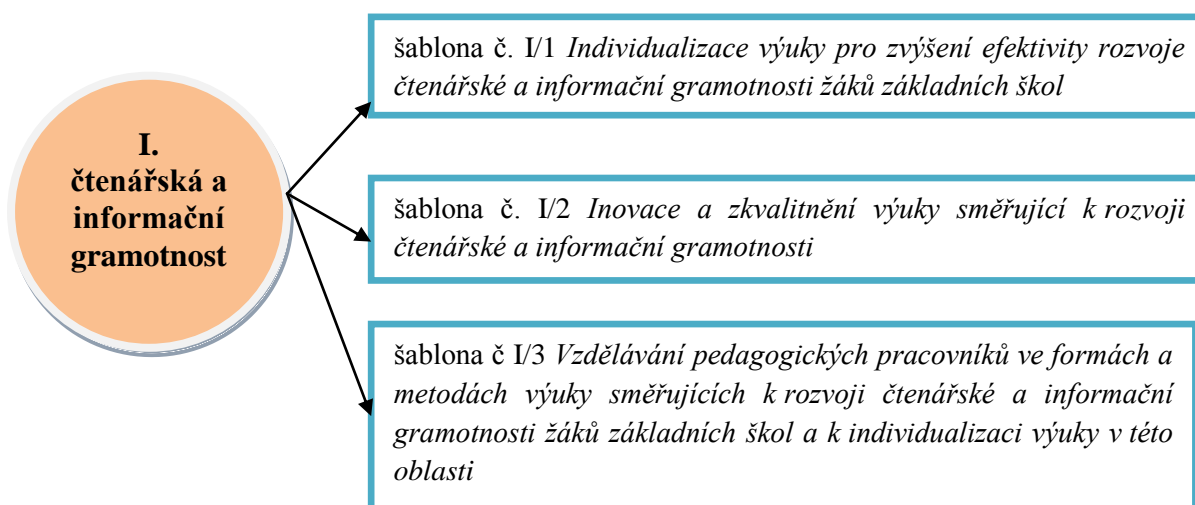 I.
čtenářská a
informační
gramotnost
šablona č. I/1 Individualizace výuky pro zvýšení efektivity rozvoje
čtenářské a informační gramotnosti žáků základních škol
šablona č. I/2 Inovace a zkvalitnění výuky směřující k rozvoji
čtenářské a informační gramotnosti
šablona č I/3 Vzdělávání pedagogických pracovníků ve formách a
metodách výuky směřujících k rozvoji čtenářské a informační
gramotnosti žáků základních škol a k individualizaci výuky v této
oblasti